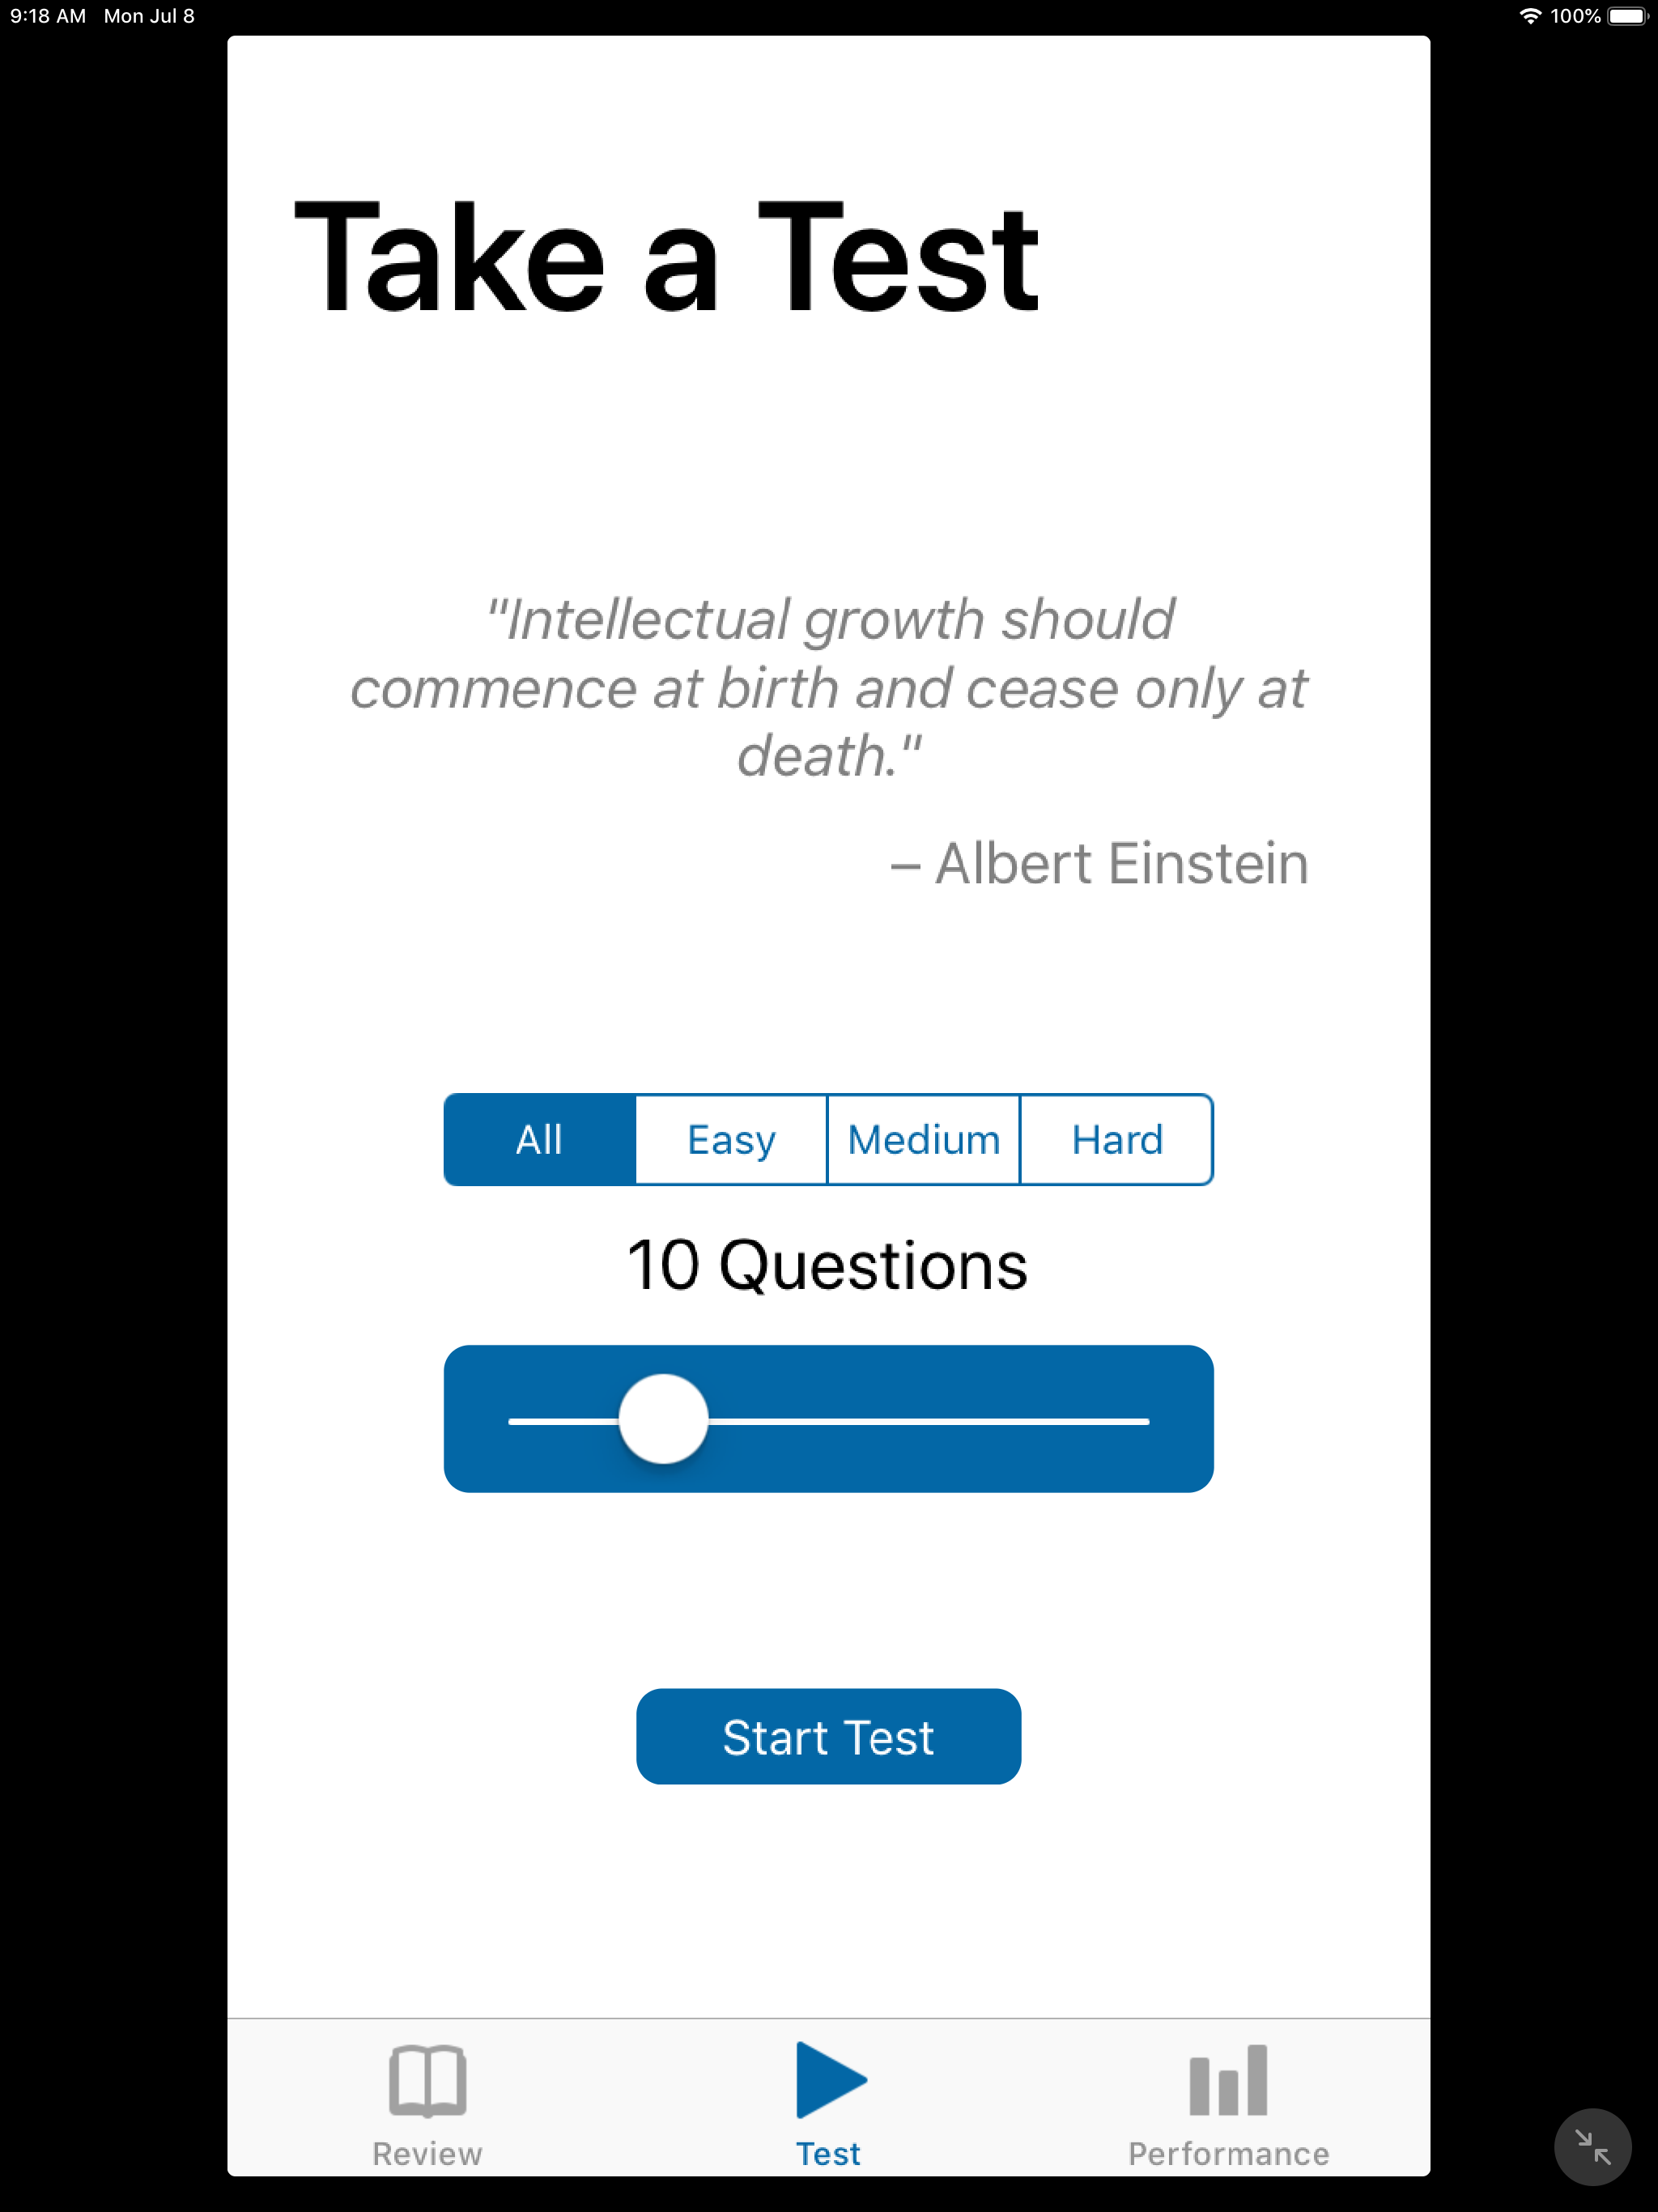 9:18 AM Mon Jul 8 100%
Take a Test
"Intellectual growth should
commence at birth and cease only at
death."
– Albert Einstein
All Easy Medium Hard
10 Questions
Start Test
Review Test Performance